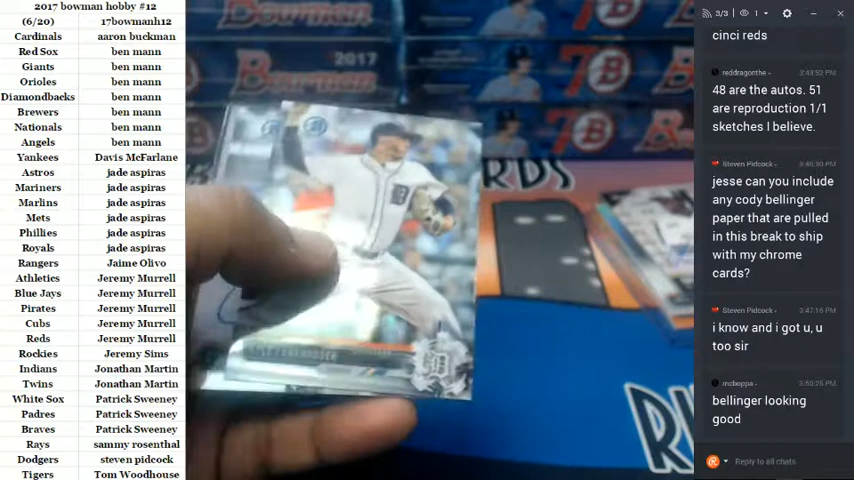 2017 bowman hobby #12
(6/20) 17bowmanh12
Cardinals aaron buckman
Red Sox ben mann
Giants ben mann
Orioles ben mann
Diamondbacks ben mann
Brewers ben mann
Nationals ben mann
Angels ben mann
Yankees Davis McFarlane
Astros jade aspiras
Mariners jade aspiras
Marlins jade aspiras
Mets jade aspiras
Phillies jade aspiras
Royals jade aspiras
Rangers Jaime Olivo
Athletics Jeremy Murrell
Blue Jays Jeremy Murrell
Pirates Jeremy Murrell
Cubs Jeremy Murrell
Reds Jeremy Murrell
Rockies Jeremy Sims
Indians Jonathan Martin
Twins Jonathan Martin
White Sox Patrick Sweeney
Padres Patrick Sweeney
Braves Patrick Sweeney
Rays sammy rosenthal
Dodgers steven pidcock
Tigers Tom Woodhouse
2017
Bowman
RDS
3/3 1
cinci reds
reddragonthe 3:43:52 PM
48 are the autos. 51
are reproduction 1/1
sketches I believe.
Steven Pidcock
jesse can you include
any cody bellinger
paper that are pulled
in this break to ship
with my chrome
cards?
Steven Pidcock 3:47:16 PM
i know and i got u, u
too sir
mcboppa 3:50:25 PM
bellinger looking
good
Reply to all chats